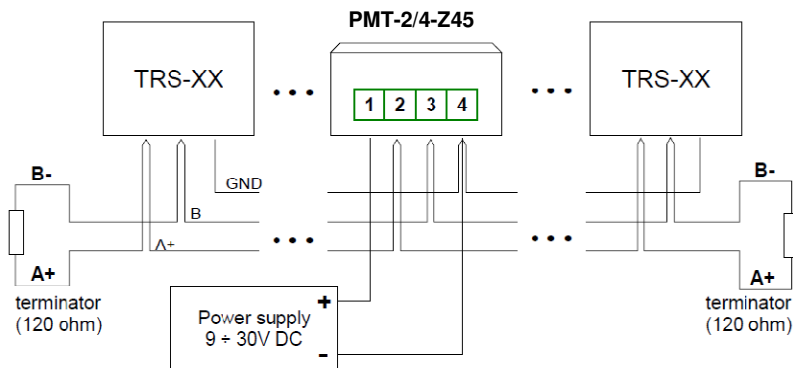 PMT-2/4-Z45
TRS-XX
1 2 3 4
TRS-XX
B-
GND
B
A+
A+
terminator
(120 ohm)
Power supply
9 ÷ 30V DC
+
-
B-
A+
terminator
(120 ohm)